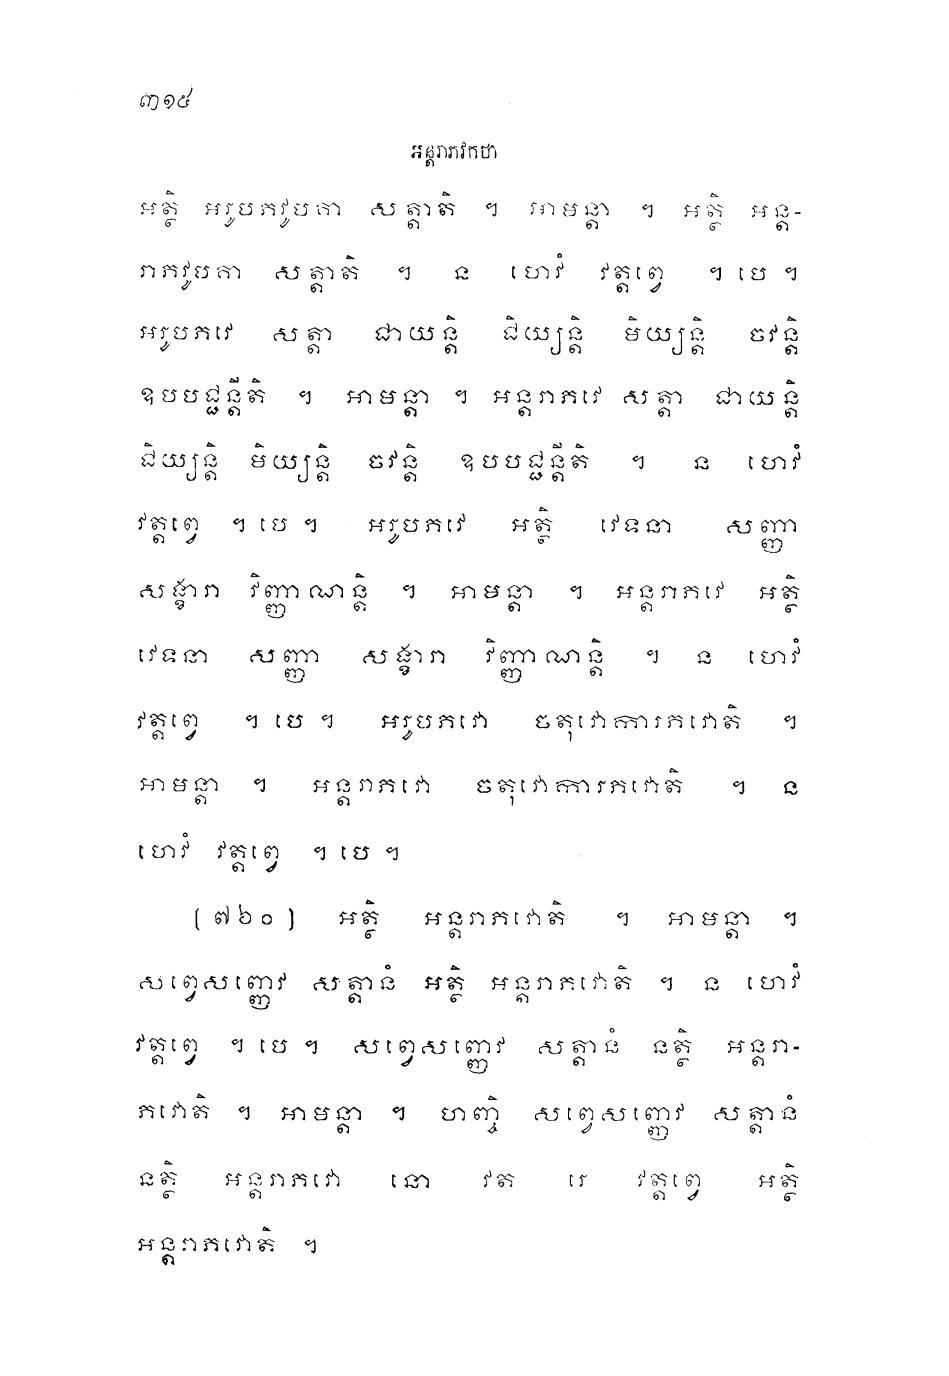 ៣១៥
អន្តរាភវកថា
អត្ថិ អរូបភវូបគា សត្តាតិ ។ អាមន្តា ។ អត្ថិ អន្ត-
រាភវូបគា សត្តាតិ ។ ន ហេវំ វត្តព្វេ ។ បេ ។
អរូបភវេ សត្តា ជាយន្តិ ជិយ្យន្តិ មិយ្យន្តិ ចវន្តិ
ឧបបជ្ជន្តីតិ ។ អាមន្តា ។ អន្តរាភវេ សត្តា ជាយន្តិ
ជិយ្យន្តិ មិយ្យន្តិ ចវន្តិ ឧបបជ្ជន្តីតិ ។ ន ហេវំ
វត្តព្វេ ។ បេ ។ អរូបភវេ អត្ថិ វេទនា សញ្ញា
សង្ខារា វិញ្ញាណន្តិ ។ អាមន្តា ។ អន្តរាភវេ អត្ថិ
វេទនា សញ្ញា សង្ខារា វិញ្ញាណន្តិ ។ ន ហេវំ
វត្តព្វេ ។ បេ ។ អរូបភវោ ចតុវោការភវោតិ ។
អាមន្តា ។ អន្តរាភវោ ចតុវោការភវោតិ ។ ន
ហេវំ វត្តព្វេ ។ បេ ។
(៧៦០) អត្ថិ អន្តរាភវោតិ ។ អាមន្តា ។
សព្វេសញ្ញេវ សត្តានំ អត្ថិ អន្តរាភវោតិ ។ ន ហេវំ
វត្តព្វេ ។ បេ ។ សព្វេសញ្ញេវ សត្តានំ នត្ថិ អន្តរា-
ភវោតិ ។ អាមន្តា ។ ហញ្ចិ សព្វេសញ្ញេវ សត្តានំ
នត្ថិ អន្តរាភវោ នោ វត រេ វត្តព្វេ អត្ថិ
អន្តរាភវោតិ ។